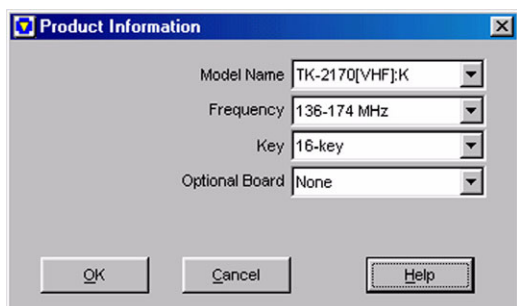 Product Information
Model Name TK-2170[VHF]:K
Frequency 136-174 MHz
Key 16-key
Optional Board None
OK Cancel Help